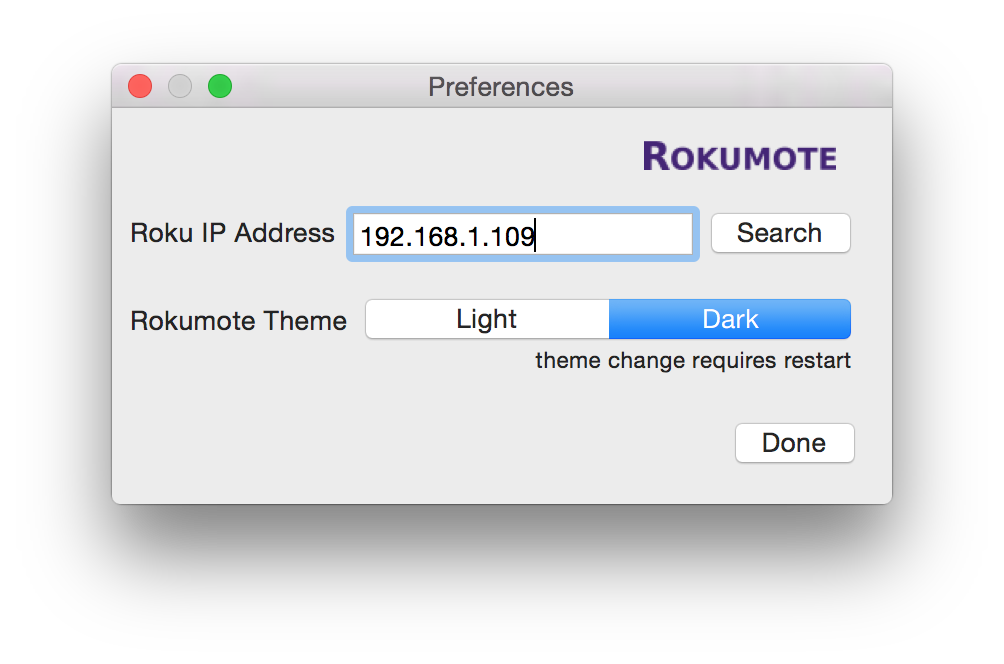 Preferences
ROKUMOTE
Roku IP Address 192.168.1.109 Search
Rokumote Theme Light Dark
theme change requires restart
Done